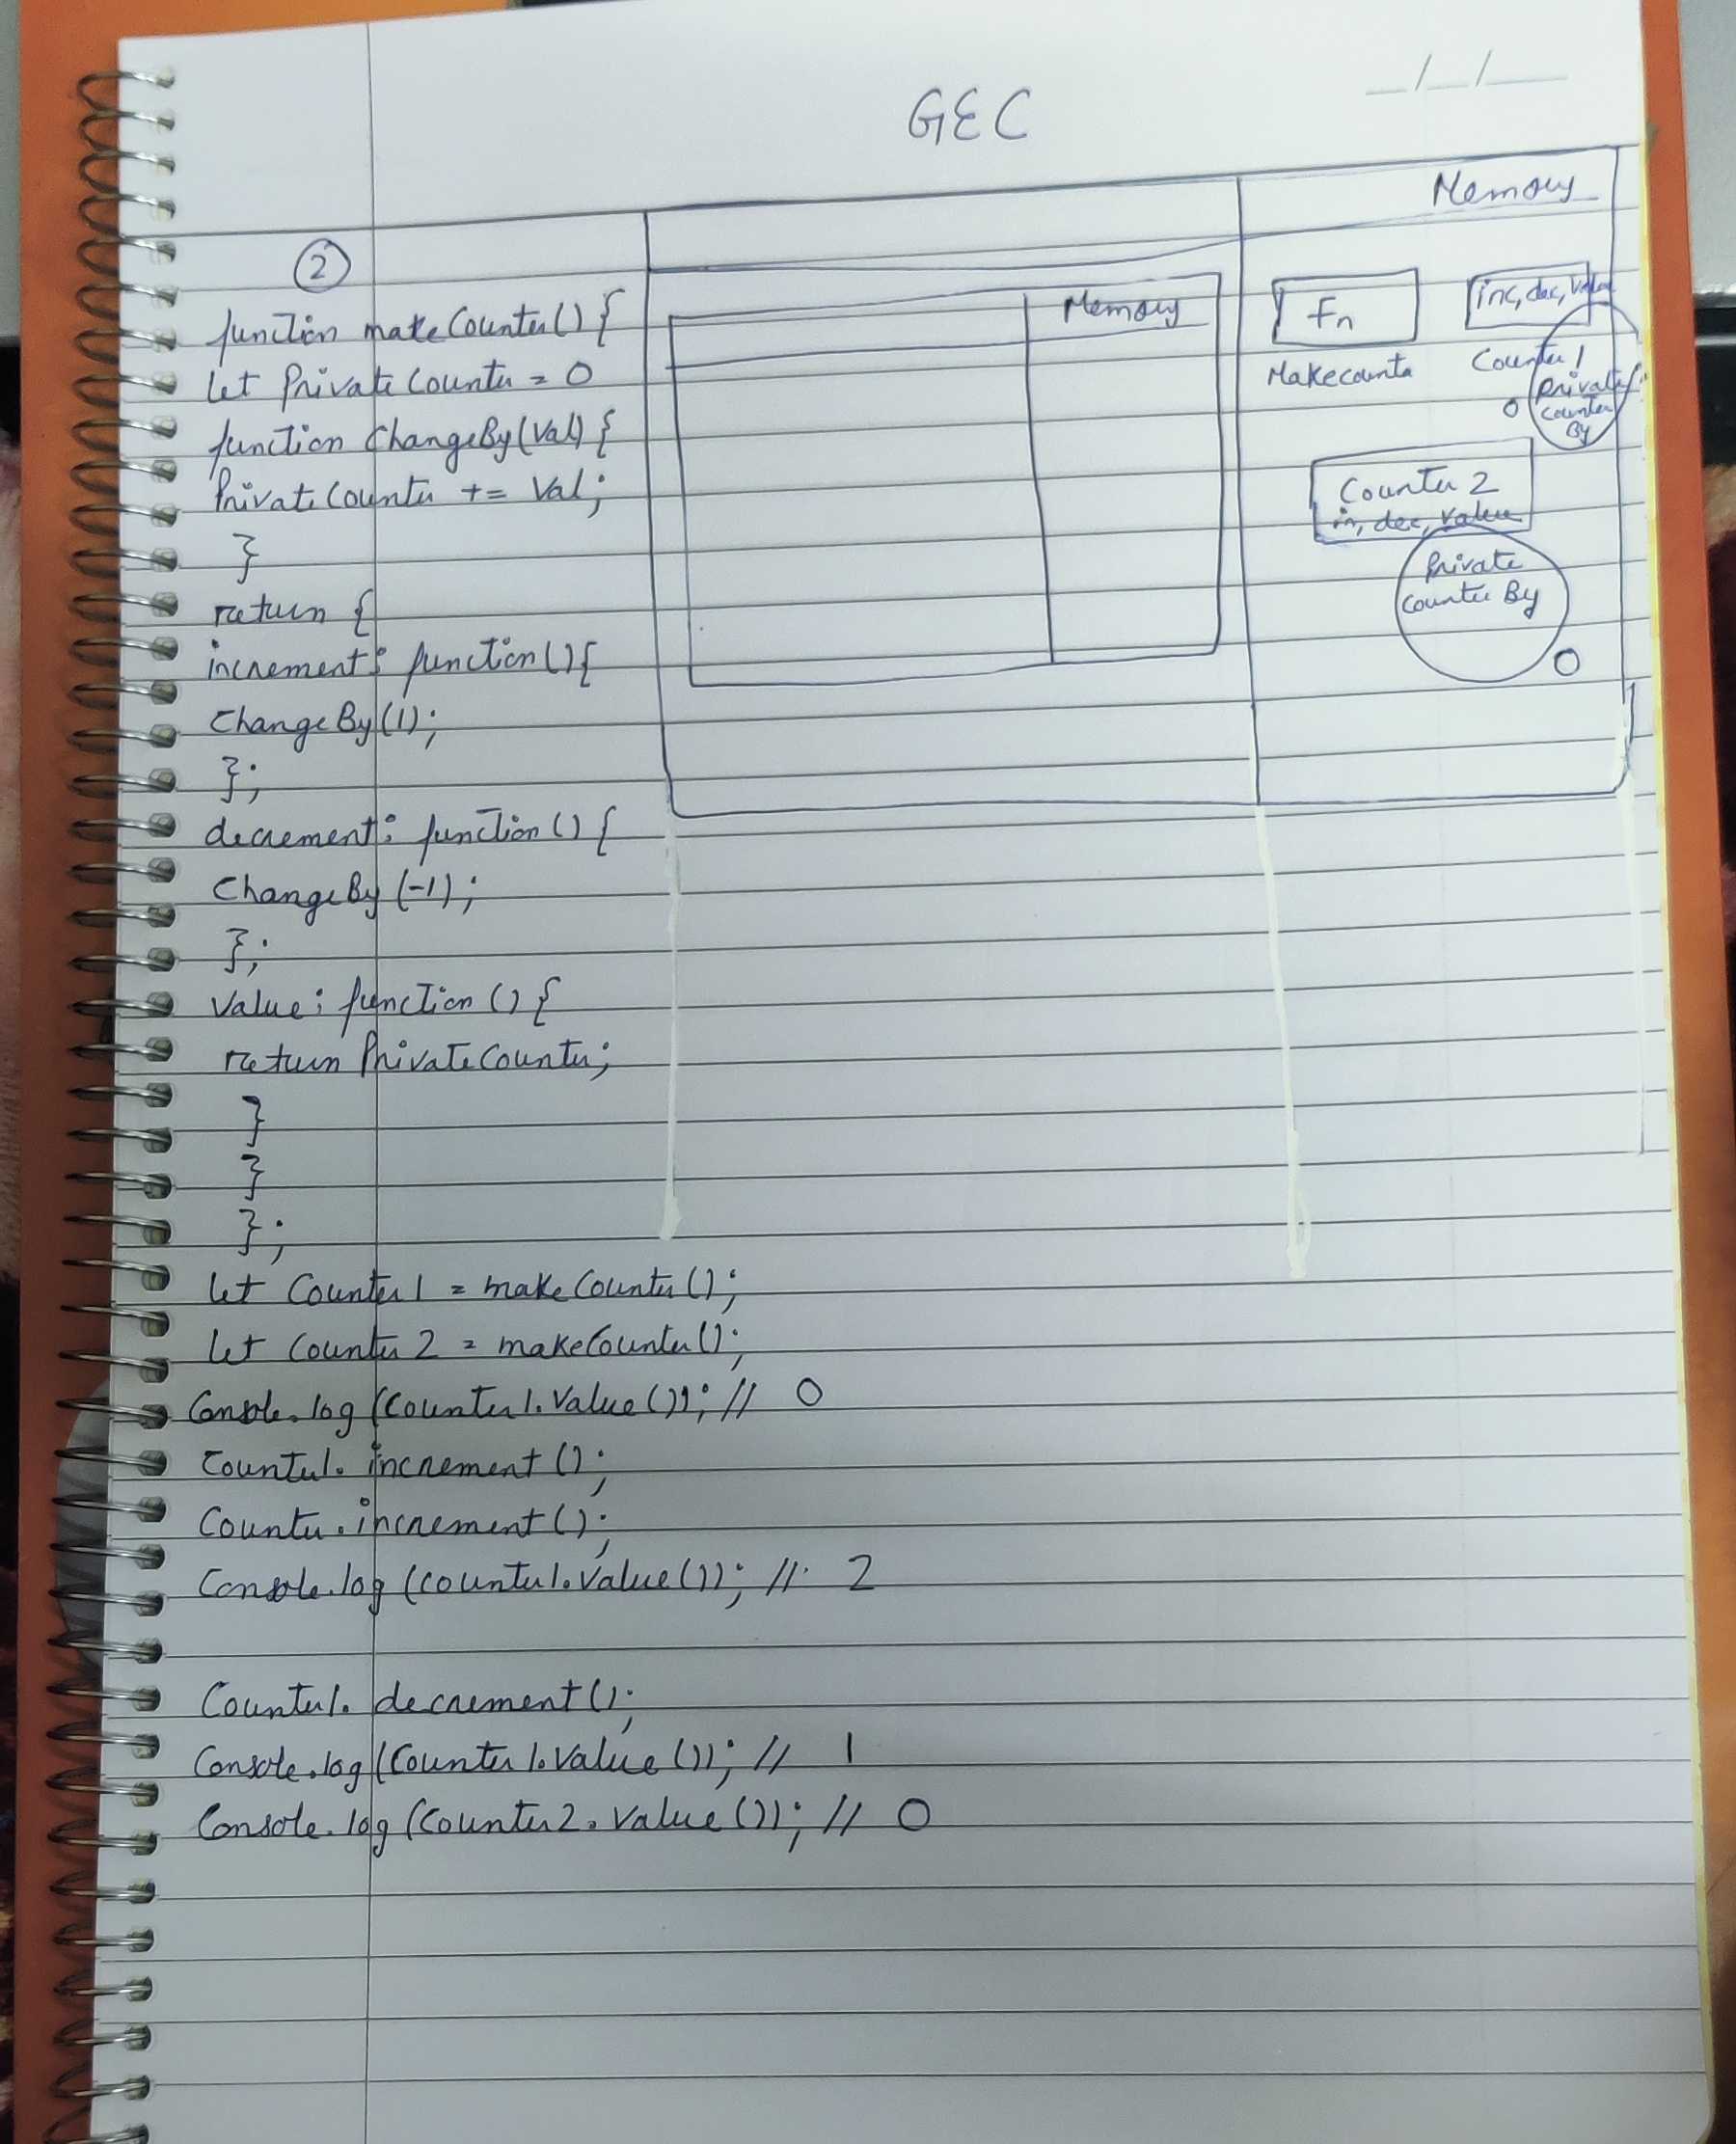 GEC
__/__/____
Memory
Memory
Fn
inc, dec, value
Makecounta
Counter 1
Private
Counter
By
0
Counter 2
in, dec, value
Private
Counter By
0
2
function makeCounter() {
let PrivateCounter = 0
function ChangeBy(Val) {
PrivateCounter += Val;
}
return {
increment: function() {
ChangeBy(1);
};
decrement: function() {
ChangeBy(-1);
};
Value: function() {
return PrivateCounter;
}
}
};
let Counter1 = makeCounter();
let Counter2 = makeCounter();
Console.log(Counter1.Value()); // 0
Counter1.increment();
Counter.increment();
Console.log(Counter1.Value()); // 2
Counter1.decrement();
Console.log(Counter1.Value()); // 1
Console.log(Counter2.Value()); // 0